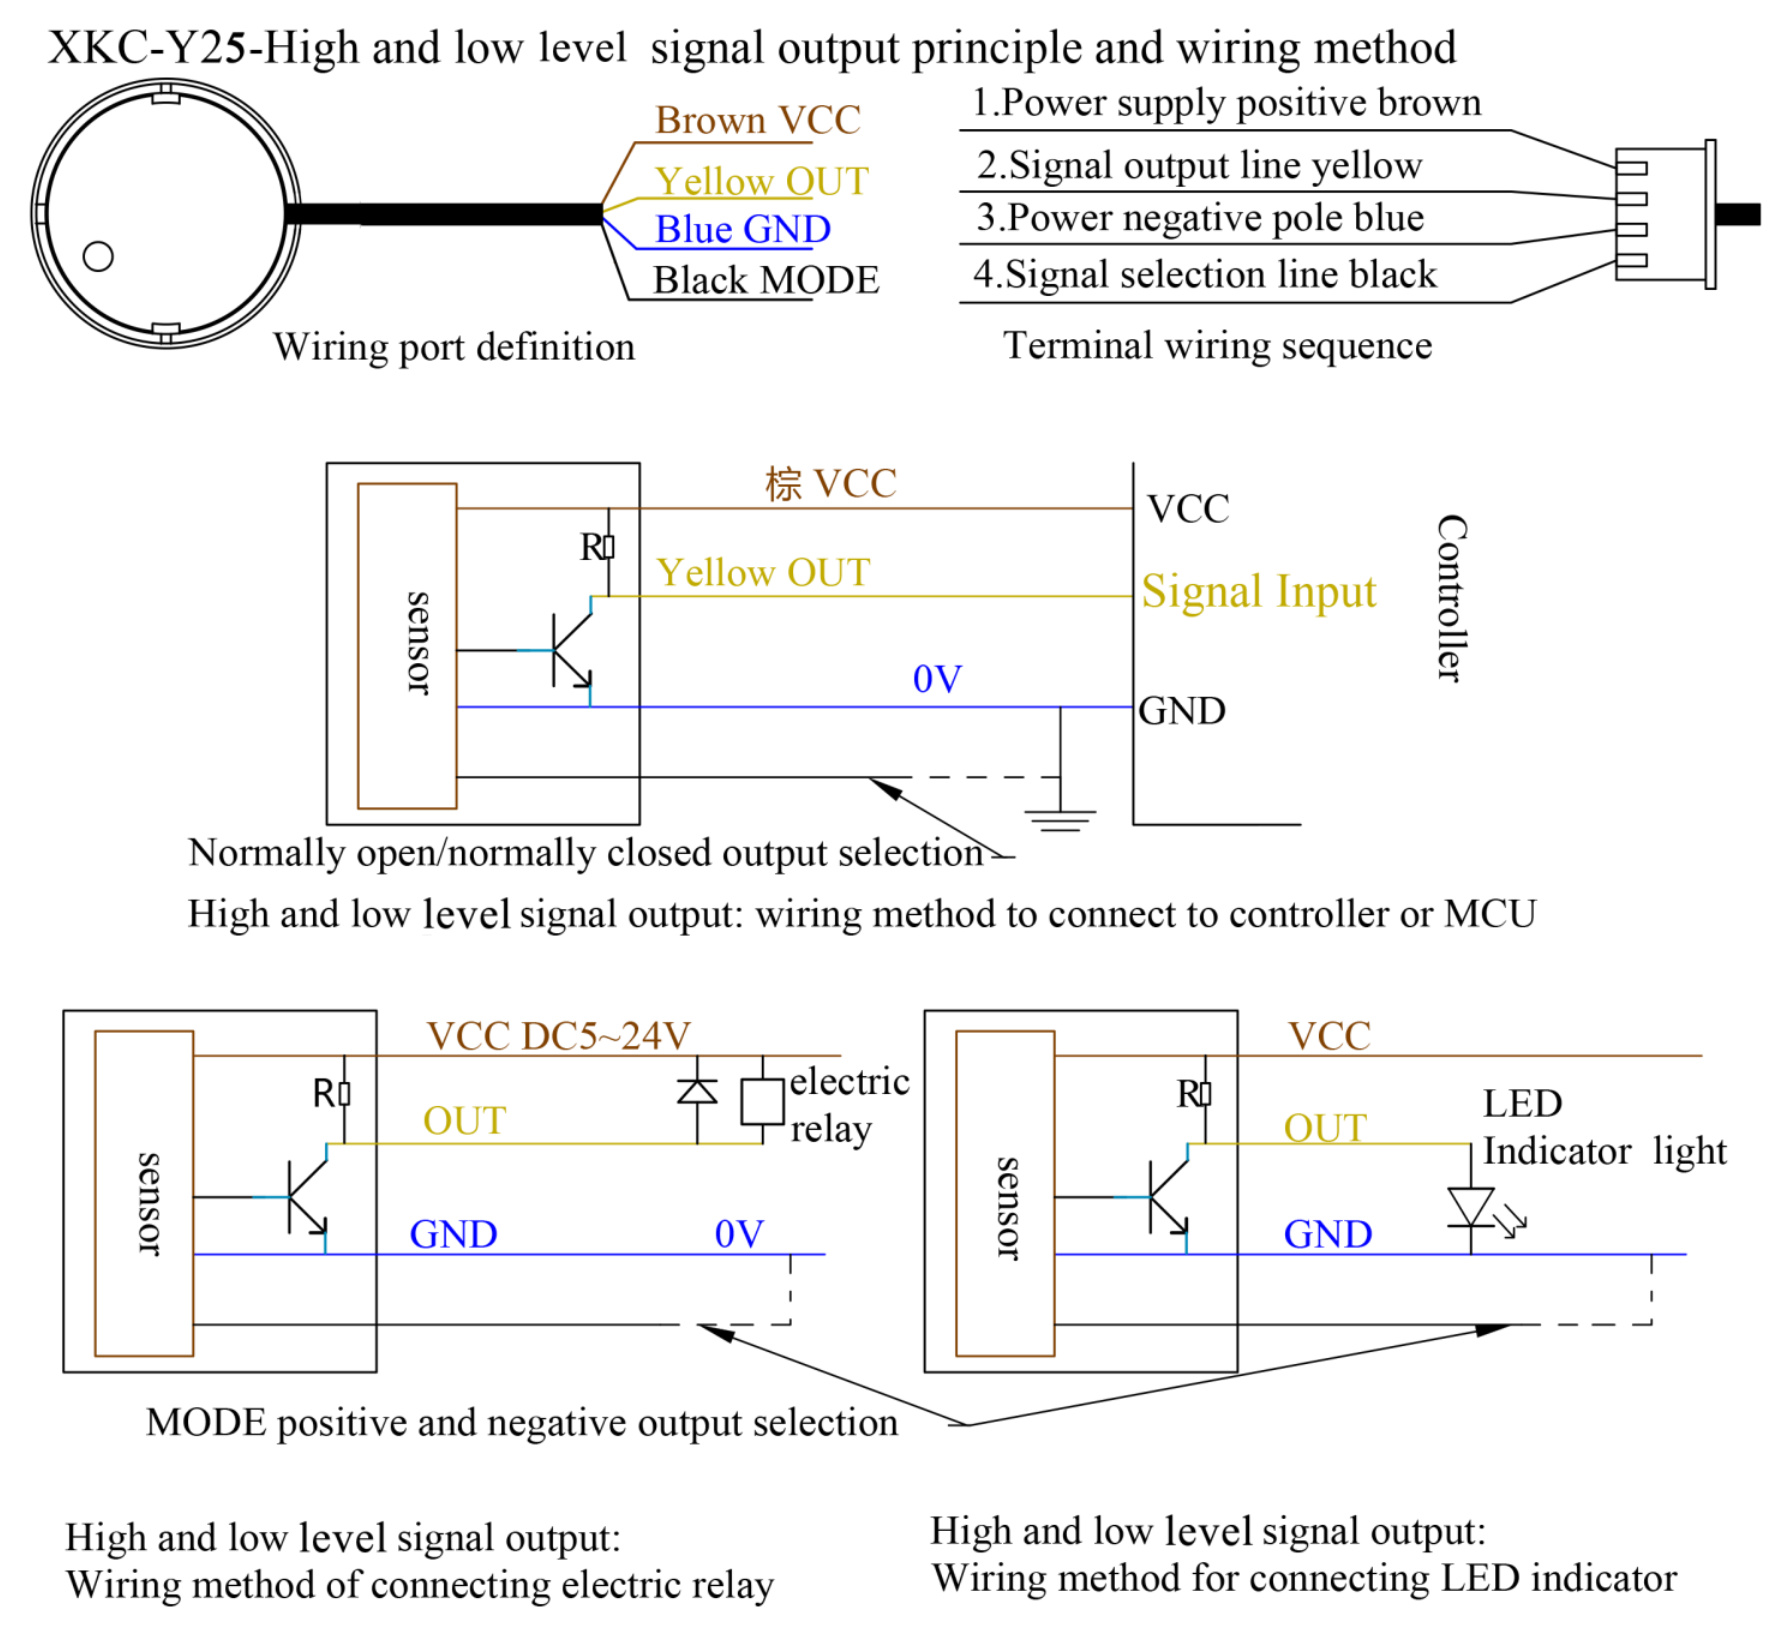 XKC-Y25-High and low level signal output principle and wiring method
Brown VCC
Yellow OUT
Blue GND
Black MODE
Wiring port definition
1.Power supply positive brown
2.Signal output line yellow
3.Power negative pole blue
4.Signal selection line black
Terminal wiring sequence
棕 VCC
VCC
R
Yellow OUT
Signal Input
Controller
sensor
0V
GND
Normally open/normally closed output selection
High and low level signal output: wiring method to connect to controller or MCU
VCC DC5~24V
R
electric
relay
OUT
sensor
GND
0V
VCC
R
LED
OUT
Indicator light
sensor
GND
MODE positive and negative output selection
High and low level signal output:
Wiring method of connecting electric relay
High and low level signal output:
Wiring method for connecting LED indicator